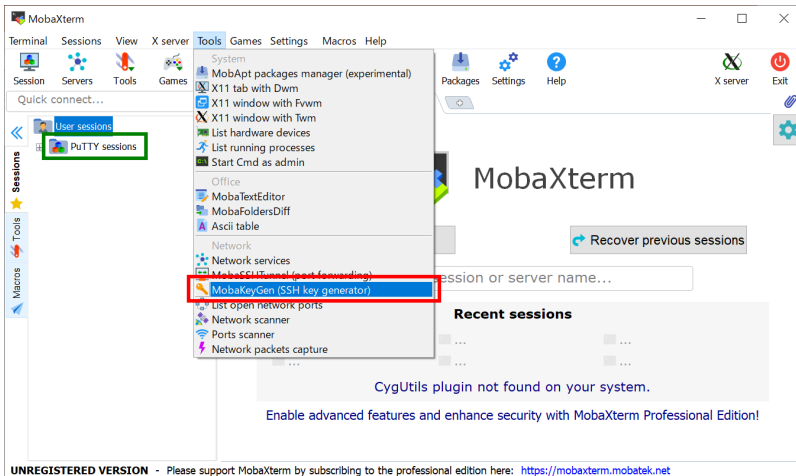 MobaXterm
Terminal Sessions View X server Tools Games Settings Macros Help
Session Servers Tools Games Packages Settings Help X server Exit
Quick connect...
System
MobApt packages manager (experimental)
X11 tab with Dwm
X11 window with Fvwm
X11 window with Twm
List hardware devices
List running processes
Start Cmd as admin
Office
MobaTextEditor
MobaFoldersDiff
Ascii table
Network
Network services
MobaSSHTunnel (port forwarding)
MobaKeyGen (SSH key generator)
List open network ports
Network scanner
Ports scanner
Network packets capture
User sessions
PuTTY sessions
Sessions
Tools
Macros
MobaXterm
Recover previous sessions
ession or server name...
Recent sessions
... ...
... ... ...
CygUtils plugin not found on your system.
Enable advanced features and enhance security with MobaXterm Professional Edition!
UNREGISTERED VERSION - Please support MobaXterm by subscribing to the professional edition here: https://mobaxterm.mobatek.net